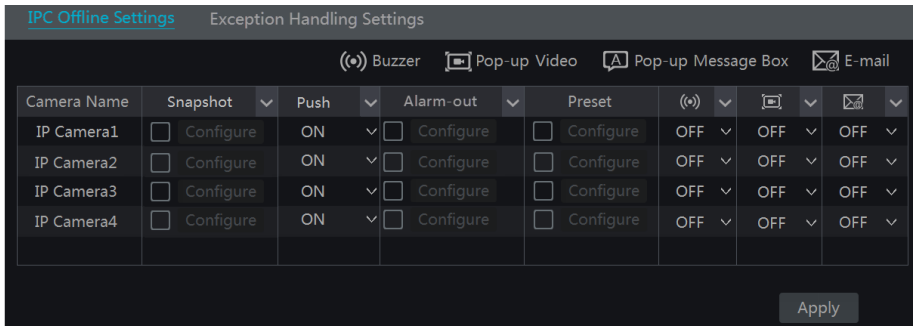 IPC Offline Settings Exception Handling Settings
Buzzer Pop-up Video A Pop-up Message Box E-mail
Camera Name Snapshot Push Alarm-out Preset
IP Camera1 Configure ON Configure Configure OFF OFF OFF
IP Camera2 Configure ON Configure Configure OFF OFF OFF
IP Camera3 Configure ON Configure Configure OFF OFF OFF
IP Camera4 Configure ON Configure Configure OFF OFF OFF
Apply